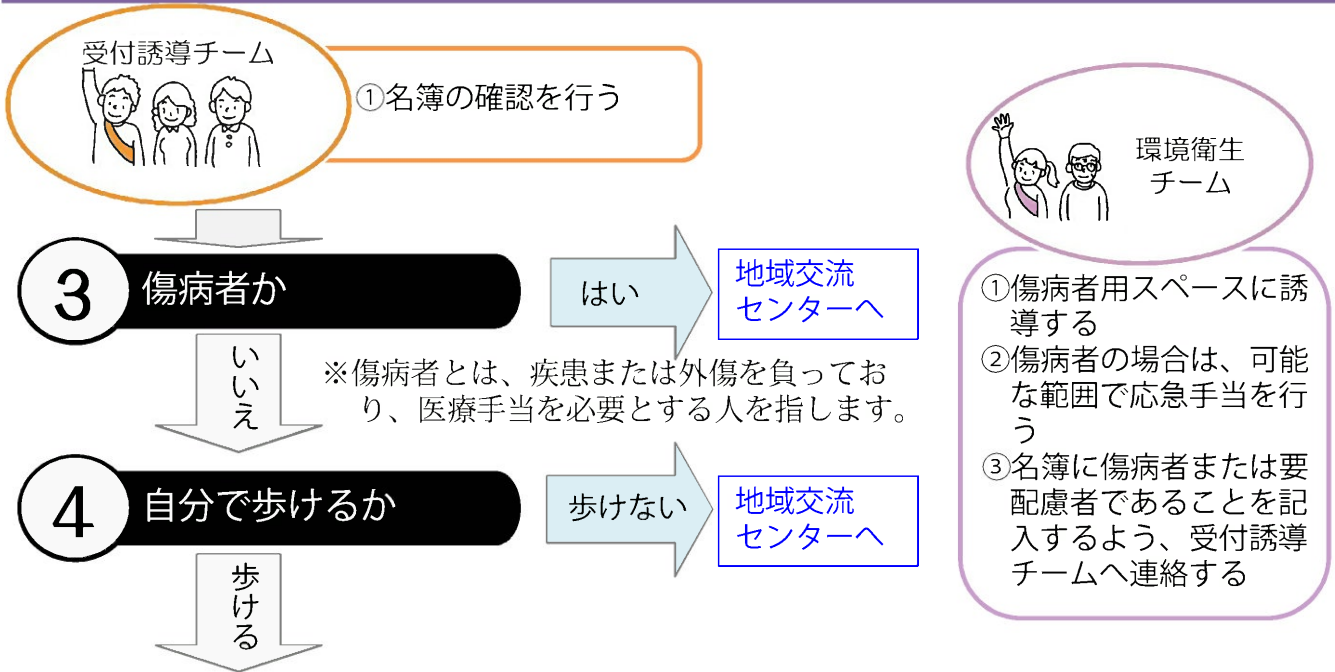 受付誘導チーム
①名簿の確認を行う
3
傷病者か
はい
地域交流
センターへ
いいえ
※傷病者とは、疾患または外傷を負ってお
り、医療手当を必要とする人を指します。
4
自分で歩けるか
歩けない
地域交流
センターへ
歩ける
環境衛生
チーム
①傷病者用スペースに誘
導する
②傷病者の場合は、可能
な範囲で応急手当を行
う
③名簿に傷病者または要
配慮者であることを記
入するよう、受付誘導
チームへ連絡する